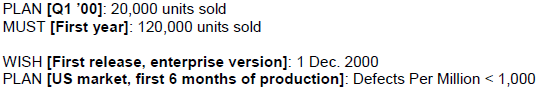 PLAN [Q1 ’00]: 20,000 units sold
MUST [First year]: 120,000 units sold
WISH [First release, enterprise version]: 1 Dec. 2000
PLAN [US market, first 6 months of production]: Defects Per Million < 1,000